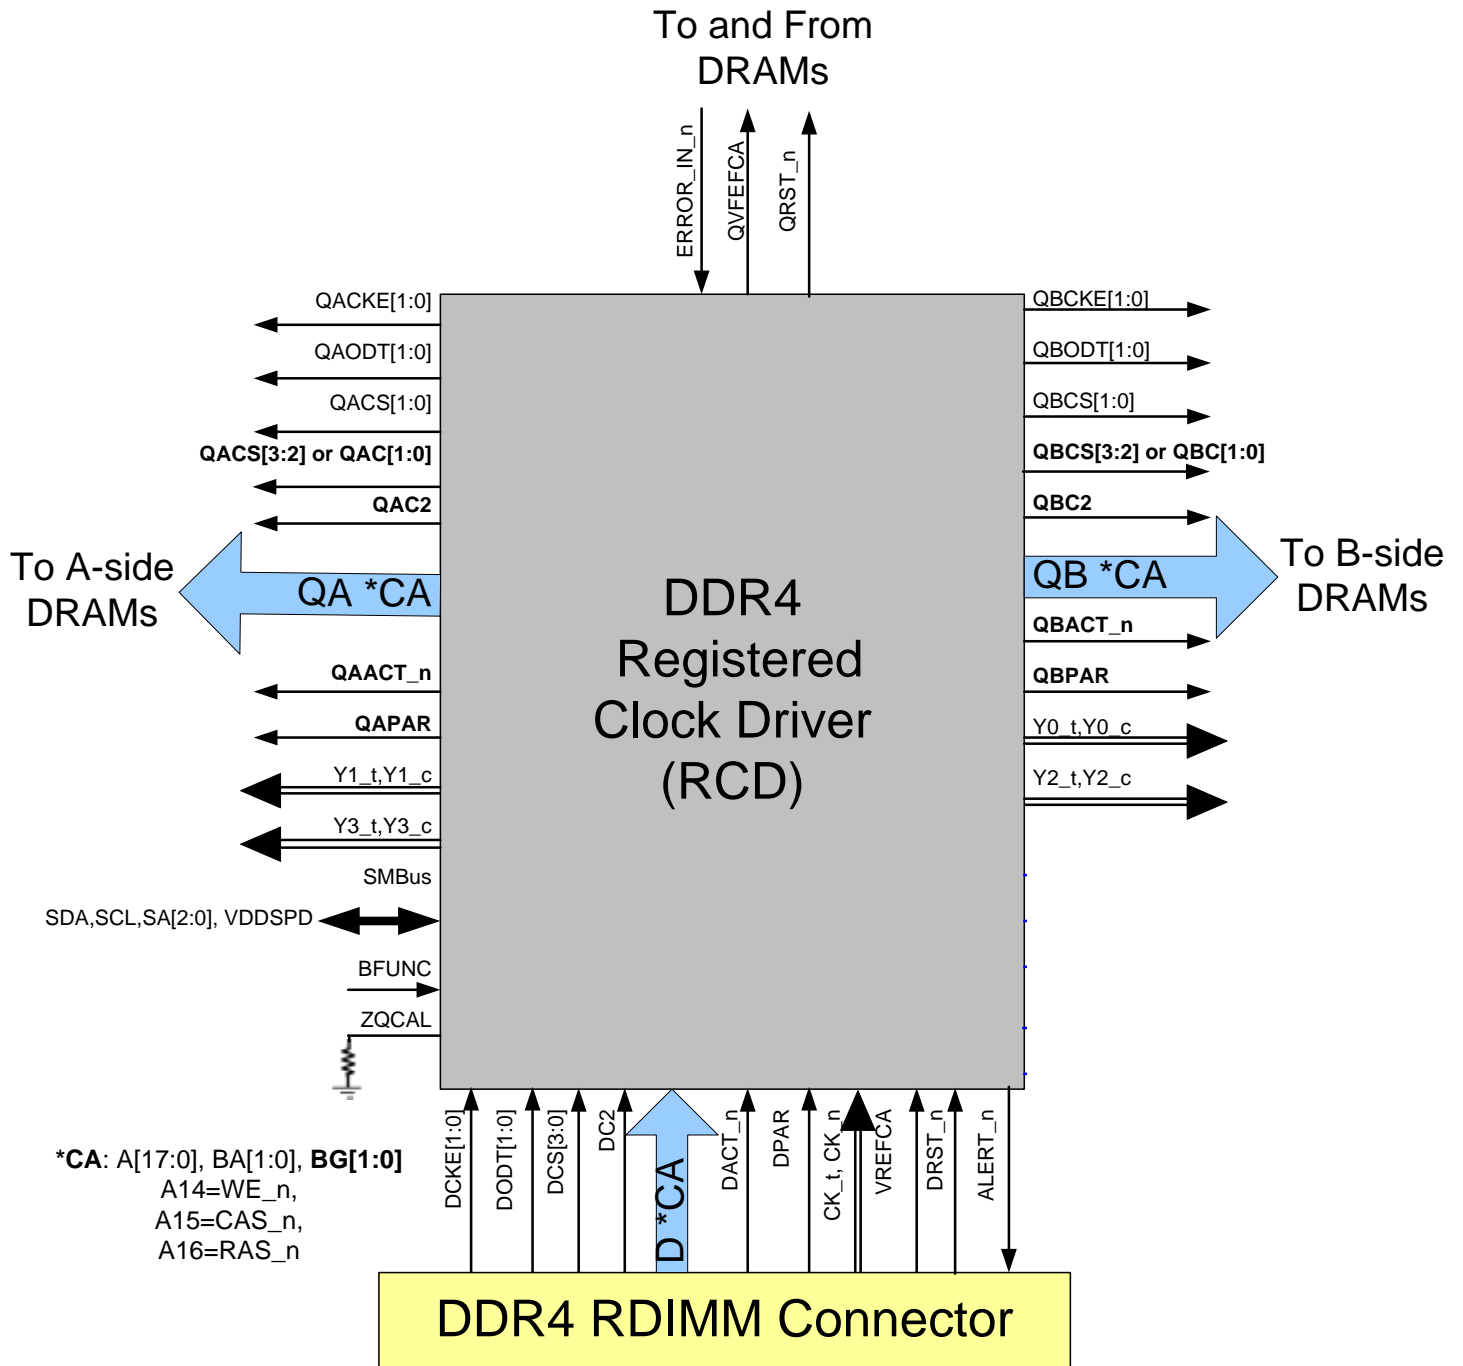 To and From
DRAMs
ERROR_IN_n
QVFEFCA
QRST_n
QACKE[1:0]
QAODT[1:0]
QACS[1:0]
QACS[3:2] or QAC[1:0]
QAC2
To A-side
DRAMs
QA *CA
QAACT_n
QAPAR
Y1_t,Y1_c
Y3_t,Y3_c
SMBus
SDA,SCL,SA[2:0], VDDSPD
BFUNC
ZQCAL
DDR4
Registered
Clock Driver
(RCD)
QBCKE[1:0]
QBODT[1:0]
QBCS[1:0]
QBCS[3:2] or QBC[1:0]
QBC2
QB *CA
To B-side
DRAMs
QBACT_n
QBPAR
Y0_t,Y0_c
Y2_t,Y2_c
*CA: A[17:0], BA[1:0], BG[1:0]
A14=WE_n,
A15=CAS_n,
A16=RAS_n
DCKE[1:0]
DODT[1:0]
DCS[3:0]
DC2
D *CA
DACT_n
DPAR
CK_t, CK_n
VREFCA
DRST_n
ALERT_n
DDR4 RDIMM Connector